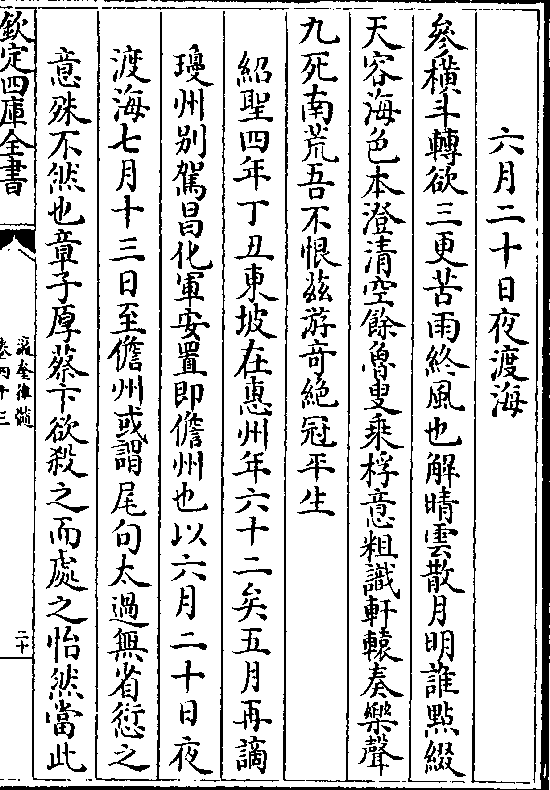 六月二十日夜渡海
參橫斗轉欲三更苦雨終風也解晴雲散月明誰點綴
天容海色本澄清空餘魯叟乘桴意粗識軒轅奏樂聲
九死南荒吾不恨兹游奇絶冠平生
紹聖四年丁丑東坡在惠州年六十二矣五月再謫
瓊州别駕昌化軍安置即儋州也以六月二十日夜
渡海七月十三日至儋州或謂尾句太過無省愆之
意殊不然也章子厚蔡卞欲殺之而處之怡然當此
欽定四庫全書
瀛奎律髓
卷四十三
二十